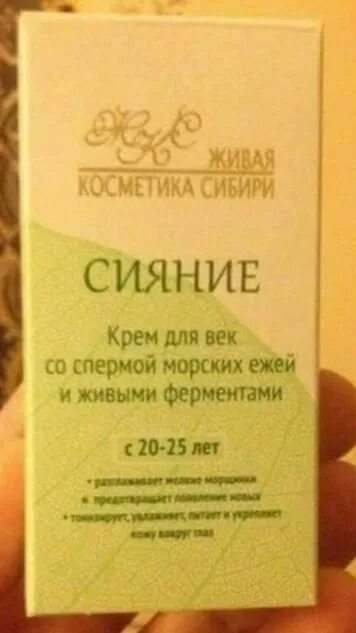 ЖКС
ЖИВАЯ
КОСМЕТИКА СИБИРИ
СИЯНИЕ
Крем для век
со спермой морских ежей
и живыми ферментами
с 20-25 лет
• разглаживает мелкие морщинки
и предотвращает появление новых
• тонизирует, увлажняет, питает и укрепляет
кожу вокруг глаз